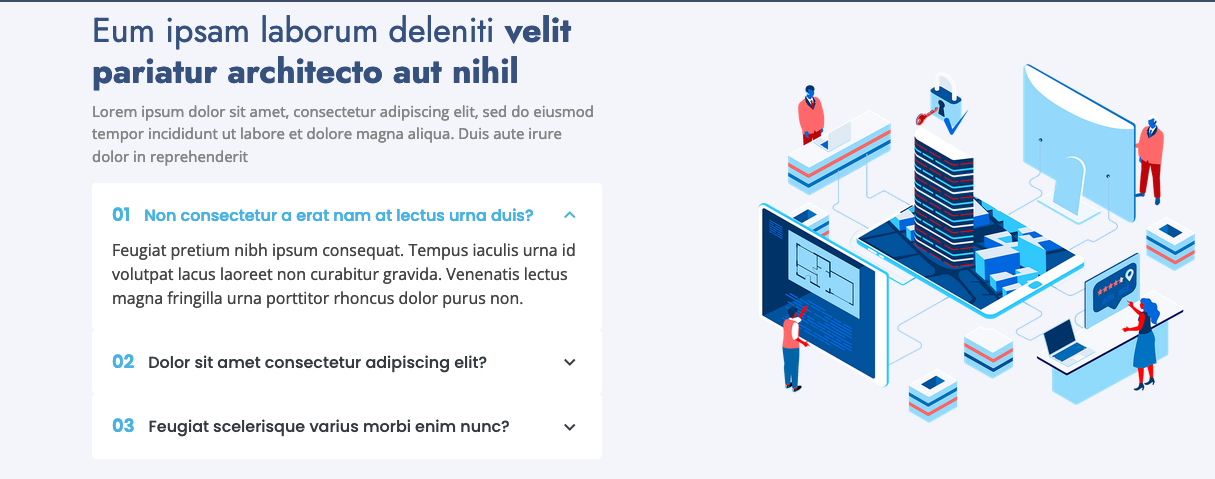 Eum ipsam laborum deleniti velit
pariatur architecto aut nihil
Lorem ipsum dolor sit amet, consectetur adipiscing elit, sed do eiusmod
tempor incididunt ut labore et dolore magna aliqua. Duis aute irure
dolor in reprehenderit
01 Non consectetur a erat nam at lectus urna duis?
Feugiat pretium nibh ipsum consequat. Tempus iaculis urna id
volutpat lacus laoreet non curabitur gravida. Venenatis lectus
magna fringilla urna porttitor rhoncus dolor purus non.
02 Dolor sit amet consectetur adipiscing elit?
03 Feugiat scelerisque varius morbi enim nunc?